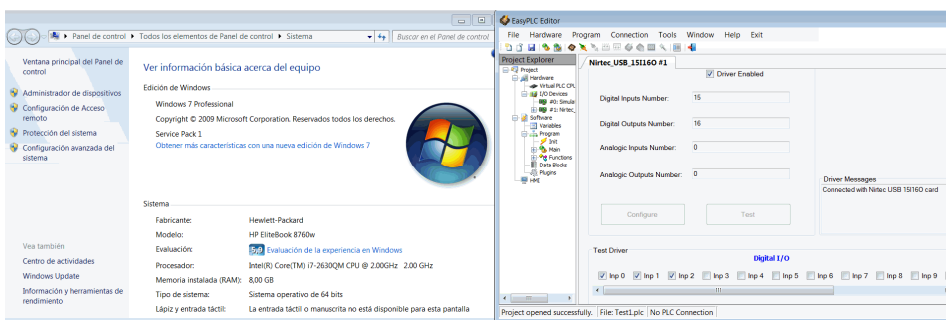 Panel de control ▸ Todos los elementos de Panel de control ▸ Sistema
Buscar en el Panel de control
Ventana principal del Panel de control
Administrador de dispositivos
Configuración de Acceso remoto
Protección del sistema
Configuración avanzada del sistema
Vea también
Centro de actividades
Windows Update
Información y herramientas de rendimiento
Ver información básica acerca del equipo
Edición de Windows
Windows 7 Professional
Copyright © 2009 Microsoft Corporation. Reservados todos los derechos.
Service Pack 1
Obtener más características con una nueva edición de Windows 7
Sistema
Fabricante: Hewlett-Packard
Modelo: HP EliteBook 8760w
Evaluación: 5,9 Evaluación de la experiencia en Windows
Procesador: Intel(R) Core(TM) i7-2630QM CPU @ 2.00GHz 2.00 GHz
Memoria instalada (RAM): 8,00 GB
Tipo de sistema: Sistema operativo de 64 bits
Lápiz y entrada táctil: La entrada táctil o manuscrita no está disponible para esta pantalla
EasyPLC Editor
File Hardware Program Connection Tools Window Help Exit
Project Explorer
Project
Hardware
Virtual PLC CPU
I/O Devices
#0: Simula
#1: Nirtec_
Software
Variables
Program
Init
Main
Functions
Data Blocks
Plugins
HMI
Nirtec_USB_15I16O #1
Driver Enabled
Digital Inputs Number: 15
Digital Outputs Number: 16
Analogic Inputs Number: 0
Analogic Outputs Number: 0
Configure Test
Driver Messages
Connected with Nirtec USB 15I16O card
Test Driver
Digital I/O
Inp 0 Inp 1 Inp 2 Inp 3 Inp 4 Inp 5 Inp 6 Inp 7 Inp 8 Inp 9
Project opened successfully. File: Test1.plc No PLC Connection